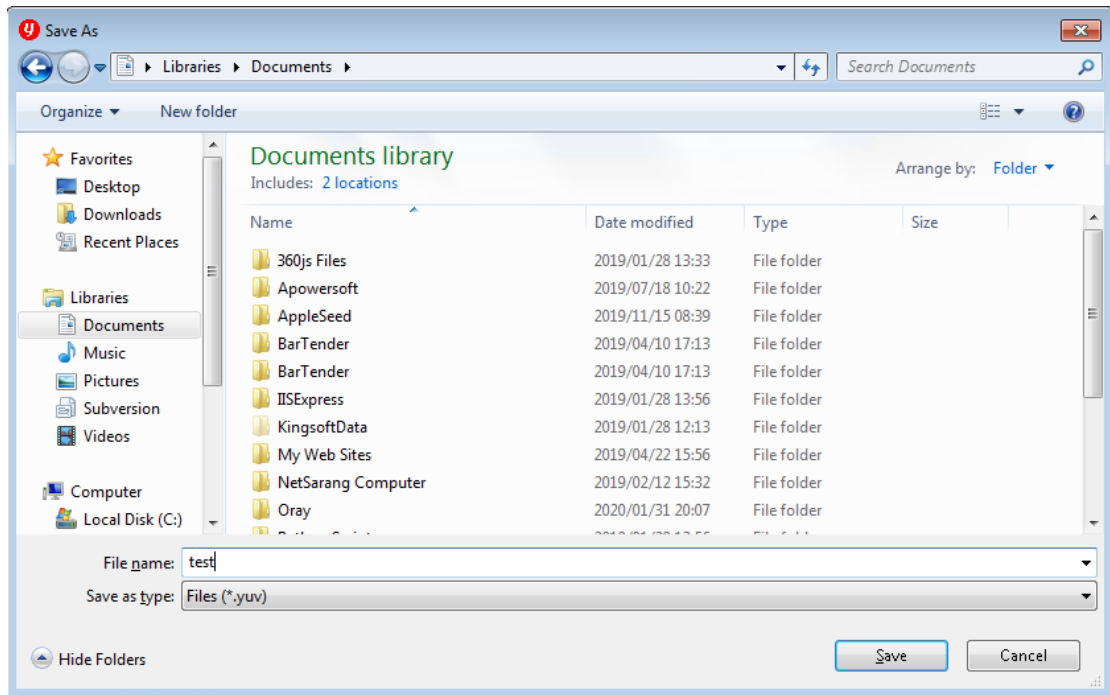 Save As
Libraries Documents
Search Documents
Organize New folder
Favorites
Desktop
Downloads
Recent Places
Libraries
Documents
Music
Pictures
Subversion
Videos
Computer
Local Disk (C:)
Documents library
Includes: 2 locations
Arrange by: Folder
Name Date modified Type Size
360js Files 2019/01/28 13:33 File folder
Apowersoft 2019/07/18 10:22 File folder
AppleSeed 2019/11/15 08:39 File folder
BarTender 2019/04/10 17:13 File folder
BarTender 2019/04/10 17:13 File folder
IISExpress 2019/01/28 13:56 File folder
KingsoftData 2019/01/28 12:13 File folder
My Web Sites 2019/04/22 15:56 File folder
NetSarang Computer 2019/02/12 15:32 File folder
Oray 2020/01/31 20:07 File folder
File name: test
Save as type: Files (*.yuv)
Hide Folders
Save Cancel